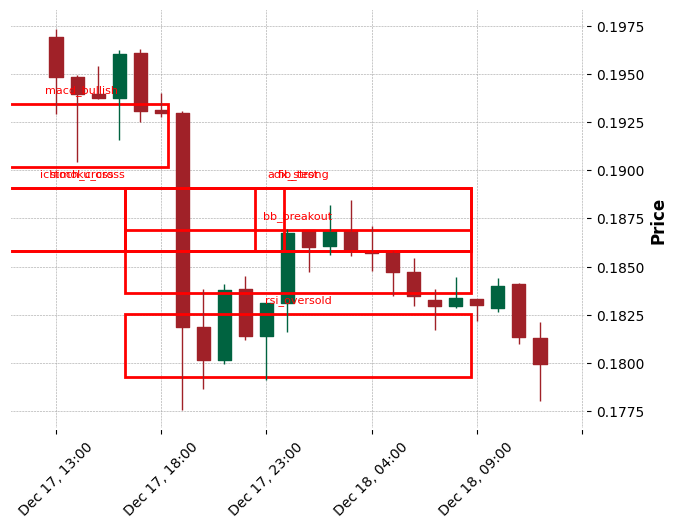 0.1975
0.1950
macd_bullish
0.1925
0.1900
stoch_cross
adx_strong
0.1875
bb_breakout
0.1850
rsi_oversold
0.1825
0.1800
0.1775
Price
Dec 17, 13:00
Dec 17, 18:00
Dec 17, 23:00
Dec 18, 04:00
Dec 18, 09:00